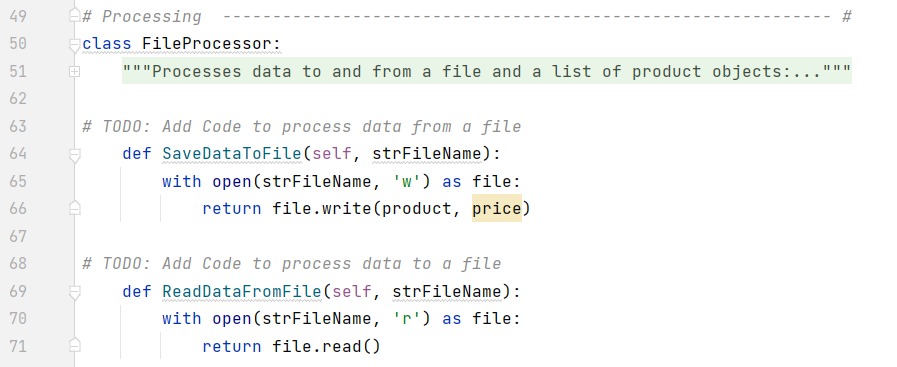 49 # Processing ------------------------------------------------------------- #
50 class FileProcessor:
51 """Processes data to and from a file and a list of product objects:..."""
62
63 # TODO: Add Code to process data from a file
64 def SaveDataToFile(self, strFileName):
65 with open(strFileName, 'w') as file:
66 return file.write(product, price)
67
68 # TODO: Add Code to process data to a file
69 def ReadDataFromFile(self, strFileName):
70 with open(strFileName, 'r') as file:
71 return file.read()